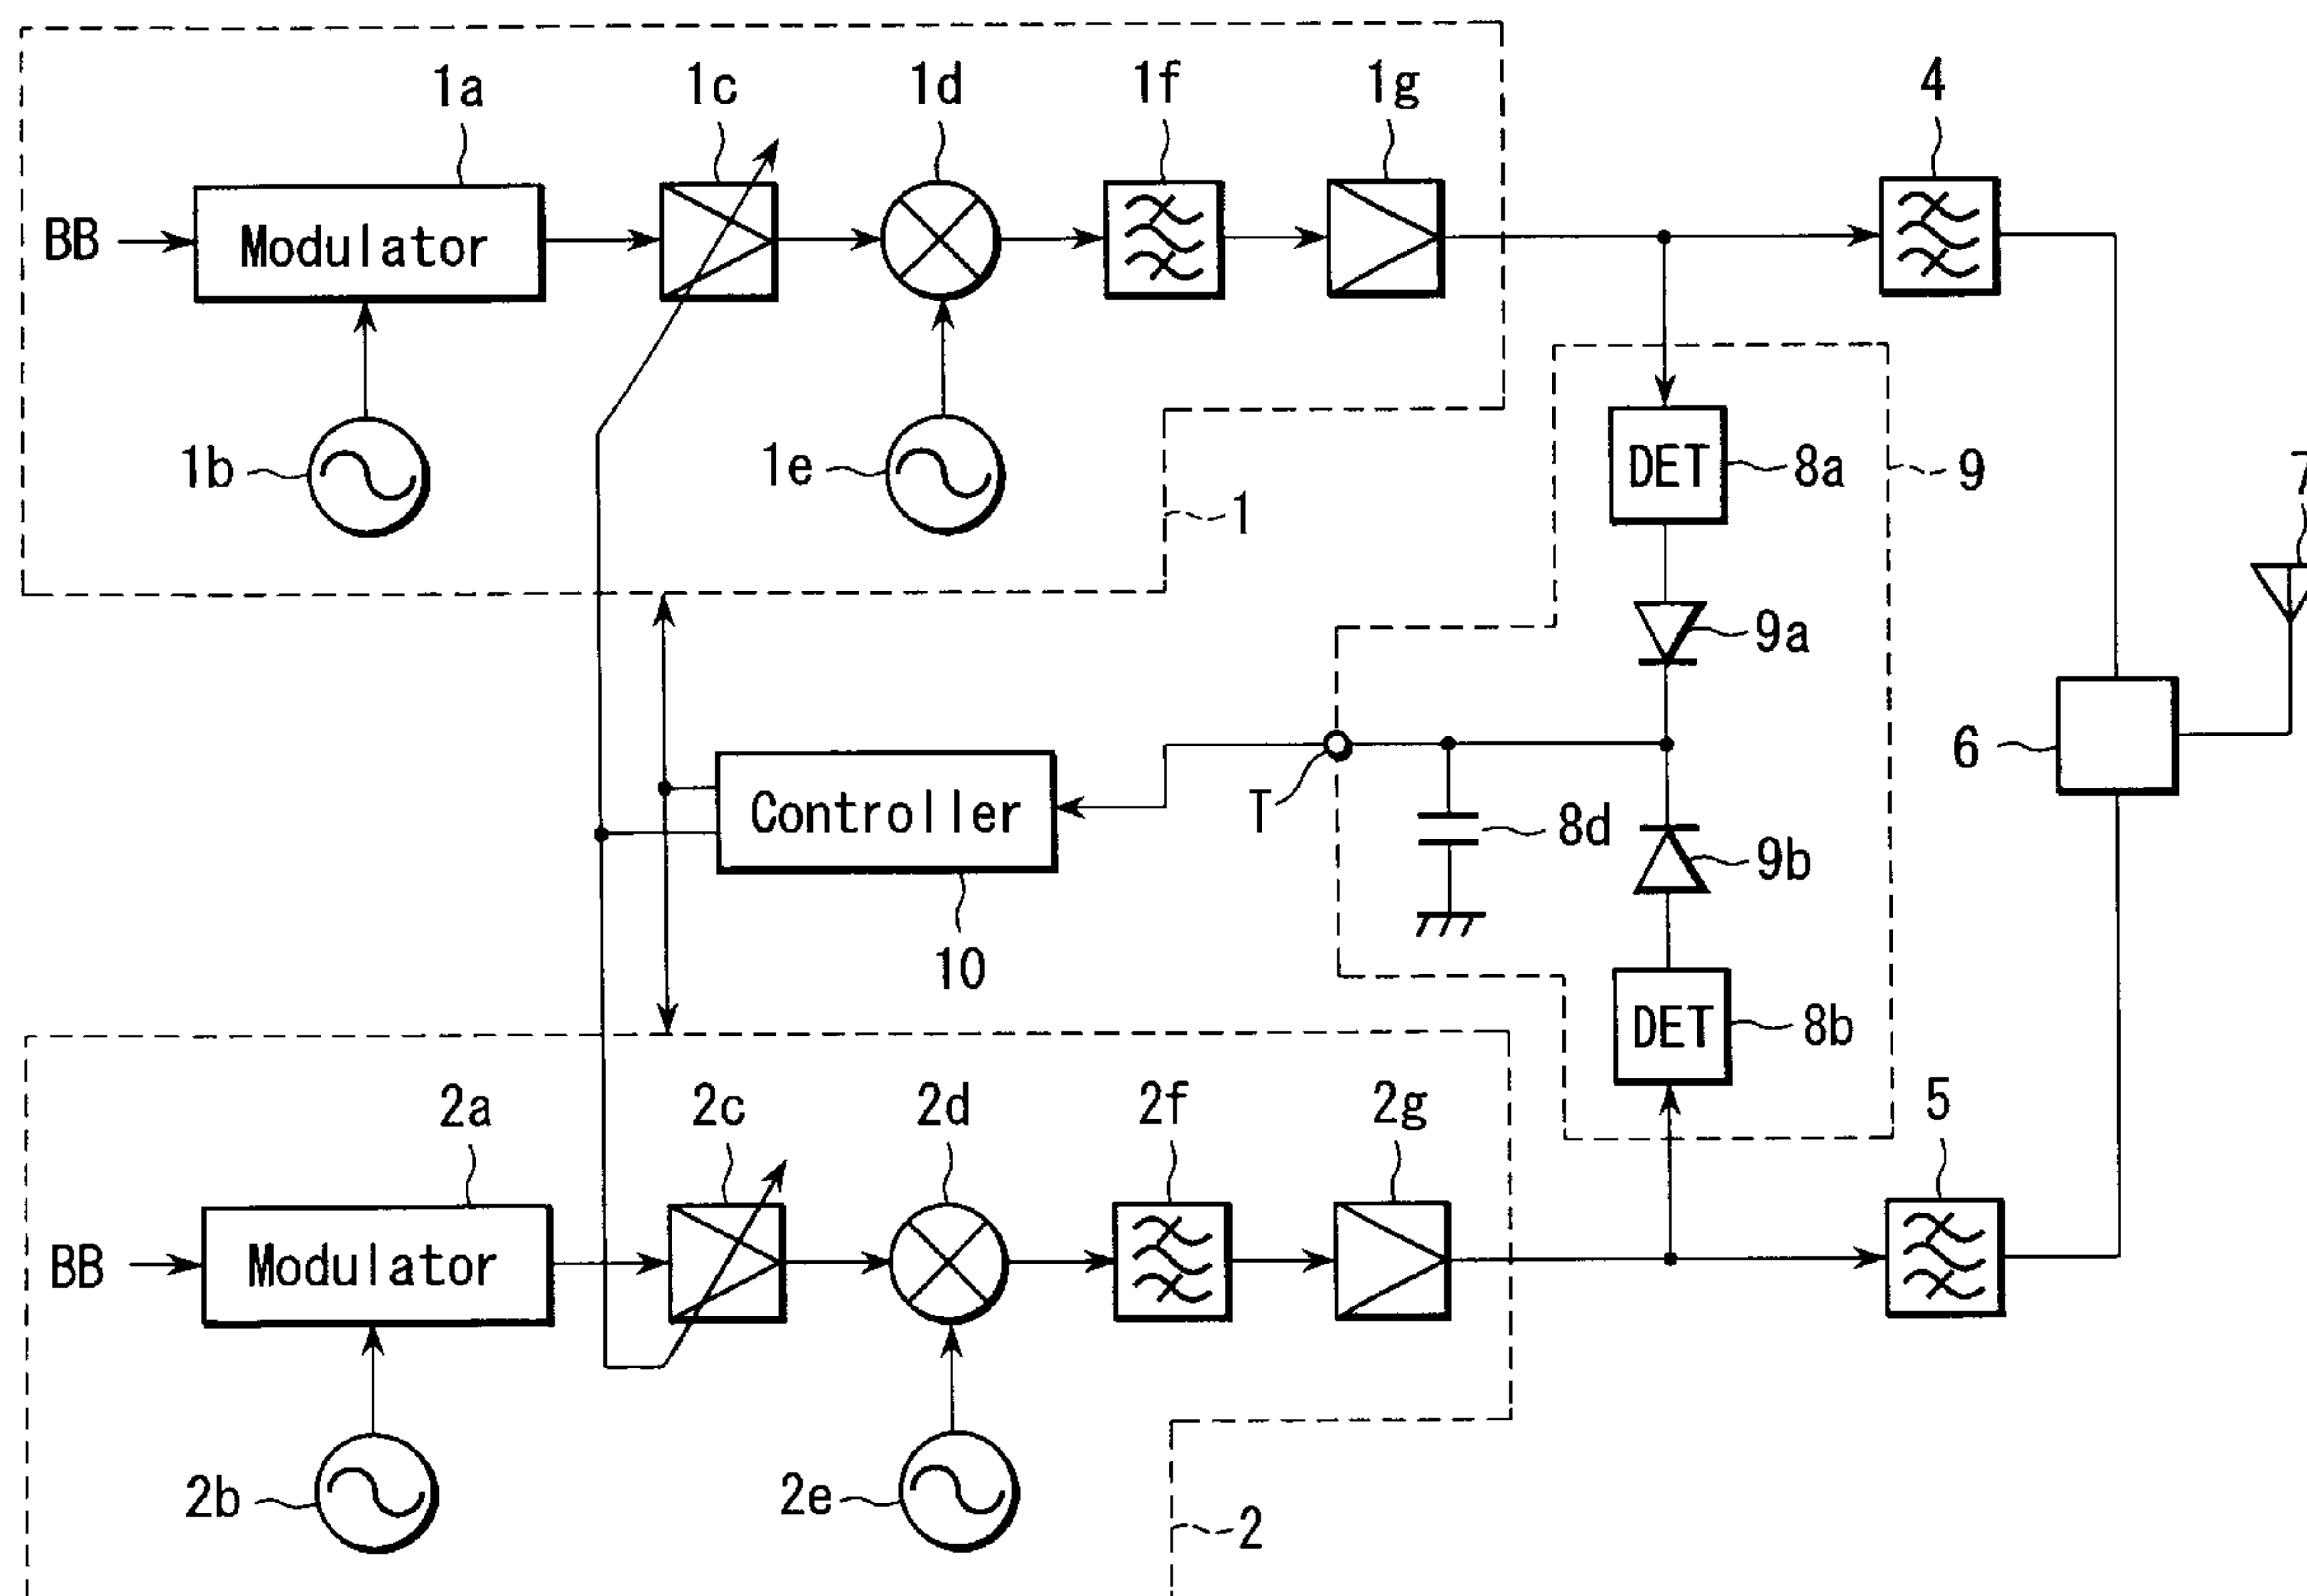 1a
1c
1d
1f
1g
4
BB
Modulator
1b
1e
1
DET
8a
9
7
9a
Controller
T
8d
6
9b
10
DET
8b
2a
2c
2d
2f
2g
5
BB
Modulator
2b
2e
2